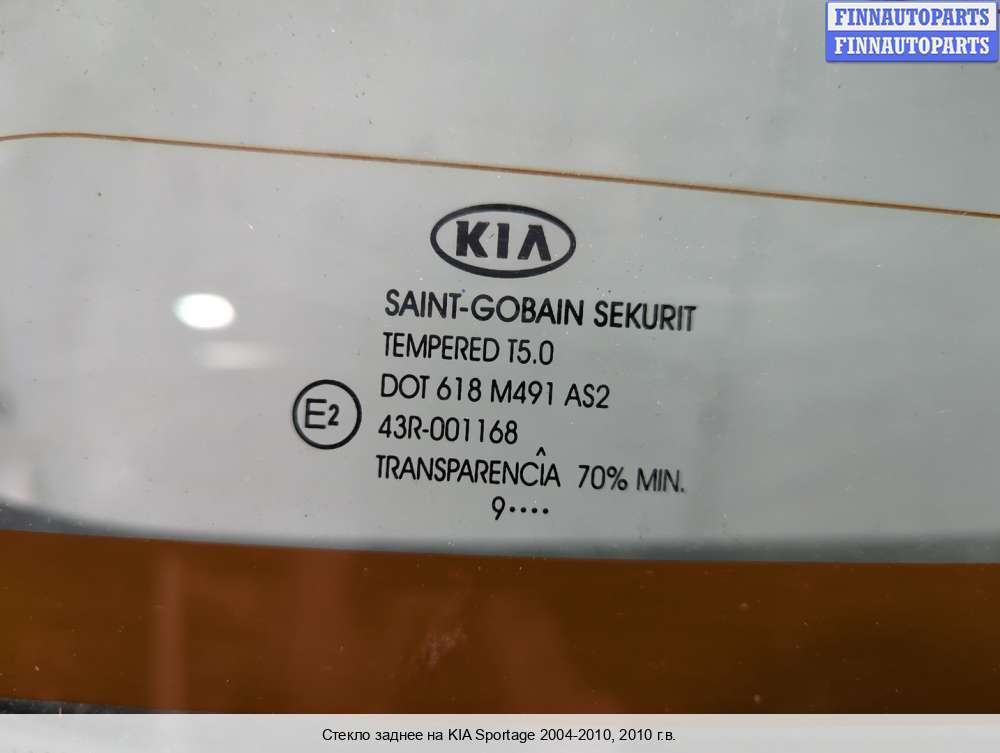 FINNAUTOPARTS
FINNAUTOPARTS
KIA
SAINT-GOBAIN SEKURIT
TEMPERED T5.0
DOT 618 M491 AS2
E2
43R-001168
TRANSPARENCÎA 70% MIN.
9····
Стекло заднее на KIA Sportage 2004-2010, 2010 г.в.